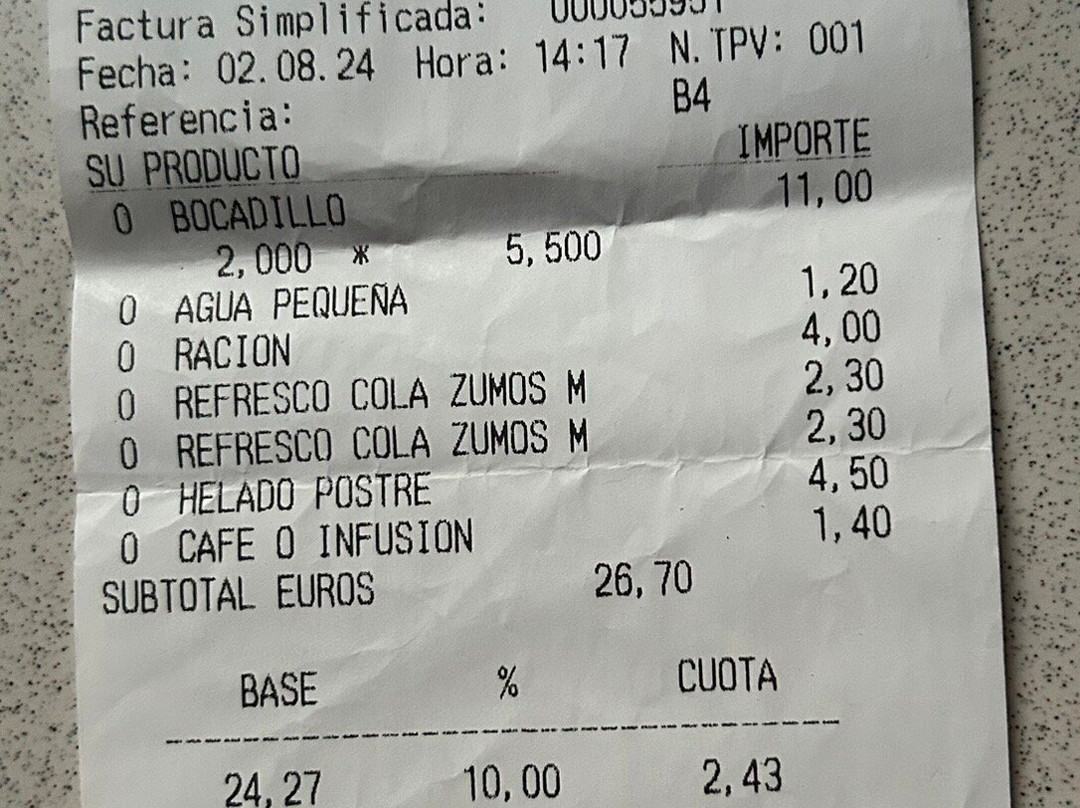 Factura Simplificada:
Fecha: 02.08.24 Hora: 14:17 N.TPV: 001
Referencia: B4
SU PRODUCTO IMPORTE
0 BOCADILLO 11,00
2,000 * 5,500
0 AGUA PEQUEÑA 1,20
0 RACION 4,00
0 REFRESCO COLA ZUMOS M 2,30
0 REFRESCO COLA ZUMOS M 2,30
0 HELADO POSTRE 4,50
0 CAFE O INFUSION 1,40
SUBTOTAL EUROS 26,70
BASE % CUOTA
24,27 10,00 2,43